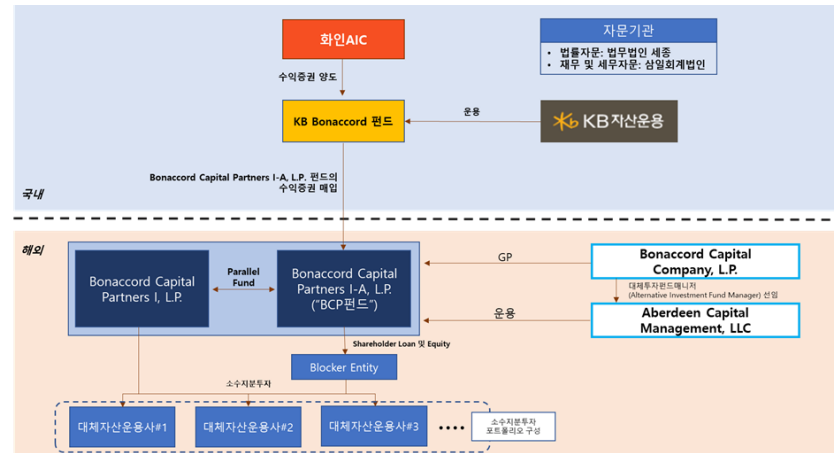 화인AIC
자문기관
• 법률자문: 법무법인 세종
• 재무 및 세무자문: 삼일회계법인
수익증권 양도
KB Bonaccord 펀드
운용
KB자산운용
Bonaccord Capital Partners I-A, L.P. 펀드의
수익증권 매입
국내
해외
Bonaccord Capital
Partners I, L.P.
Parallel
Fund
Bonaccord Capital
Partners I-A, L.P.
("BCP펀드")
GP
Bonaccord Capital
Company, L.P.
대체투자펀드매니저
(Alternative Investment Fund Manager) 선임
운용
Aberdeen Capital
Management, LLC
Shareholder Loan 및 Equity
Blocker Entity
소수지분투자
대체자산운용사#1
대체자산운용사#2
대체자산운용사#3
••••
소수지분투자
포트폴리오 구성